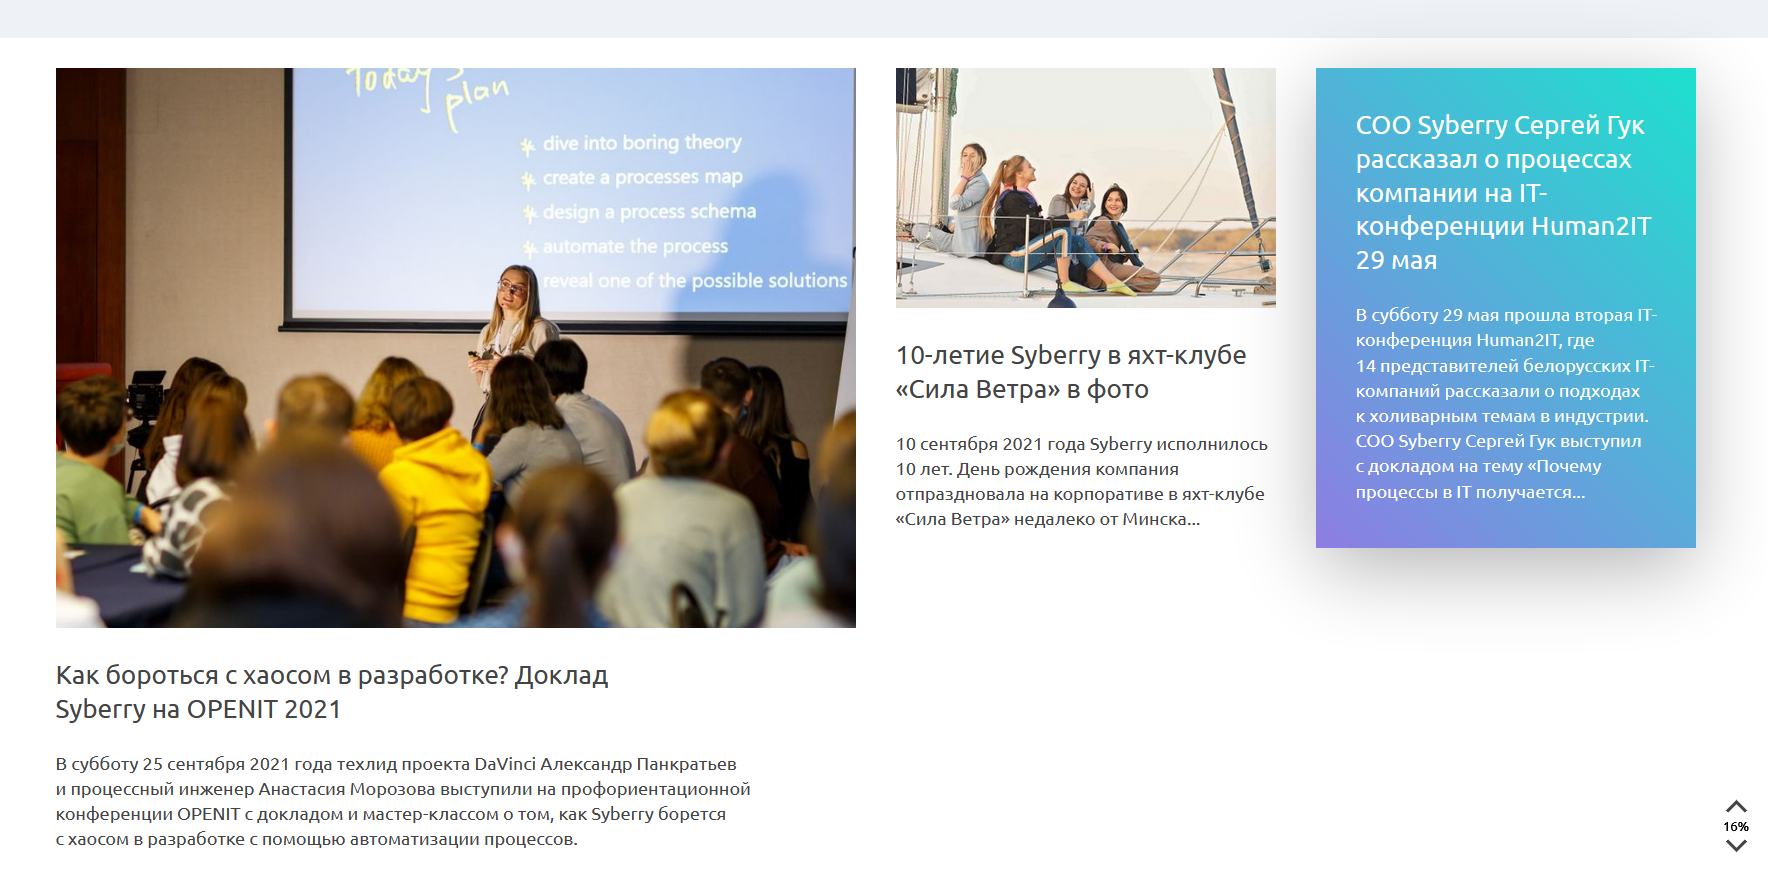 Today's
plan
dive into boring theory
create a processes map
design a process schema
automate the process
reveal one of the possible solutions
Как бороться с хаосом в разработке? Доклад
Syberry на OPENIT 2021
В субботу 25 сентября 2021 года техлид проекта DaVinci Александр Панкратьев
и процессный инженер Анастасия Морозова выступили на профориентационной
конференции OPENIT с докладом и мастер-классом о том, как Syberry борется
с хаосом в разработке с помощью автоматизации процессов.
10-летие Syberry в яхт-клубе
«Сила Ветра» в фото
10 сентября 2021 года Syberry исполнилось
10 лет. День рождения компания
отпраздновала на корпоративе в яхт-клубе
«Сила Ветра» недалеко от Минска...
COO Syberry Сергей Гук
рассказал о процессах
компании на IT-
конференции Human2IT
29 мая
В субботу 29 мая прошла вторая IT-
конференция Human2IT, где
14 представителей белорусских IT-
компаний рассказали о подходах
к холиварным темам в индустрии.
COO Syberry Сергей Гук выступил
с докладом на тему «Почему
процессы в IT получается...
16%